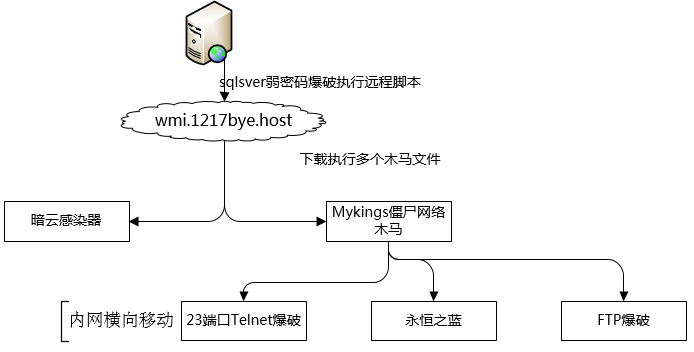 sqlsver弱密码爆破执行远程脚本
wmi.1217bye.host
下载执行多个木马文件
暗云感染器
Mykings僵尸网络
木马
内网横向移动
23端口Telnet爆破
永恒之蓝
FTP爆破